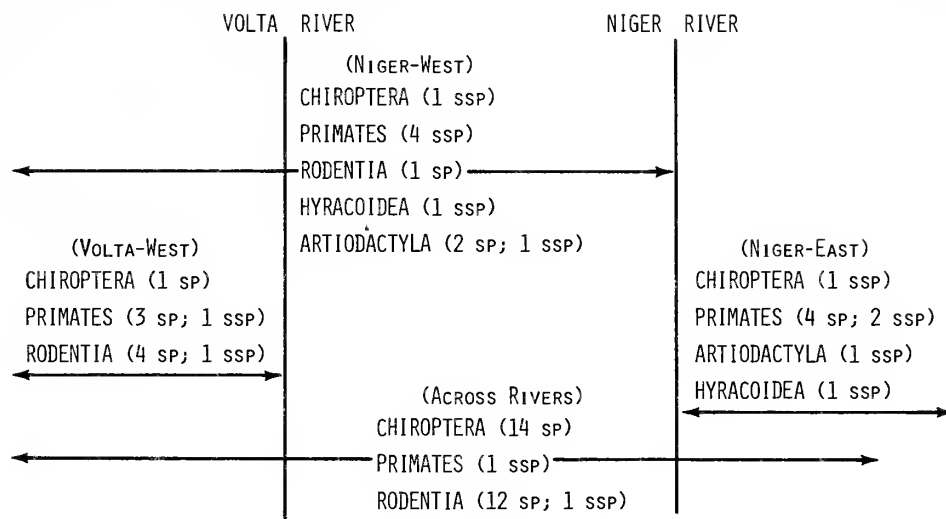 VOLTA RIVER NIGER RIVER
(NIGER-WEST)
CHIROPTERA (1 SSP)
PRIMATES (4 SSP)
RODENTIA (1 SP)
HYRACOIDEA (1 SSP)
ARTIODACTYLA (2 SP; 1 SSP)
(VOLTA-WEST)
CHIROPTERA (1 SP)
PRIMATES (3 SP; 1 SSP)
RODENTIA (4 SP; 1 SSP)
(NIGER-EAST)
CHIROPTERA (1 SSP)
PRIMATES (4 SP; 2 SSP)
ARTIODACTYLA (1 SSP)
HYRACOIDEA (1 SSP)
(ACROSS RIVERS)
CHIROPTERA (14 SP)
PRIMATES (1 SSP)
RODENTIA (12 SP; 1 SSP)